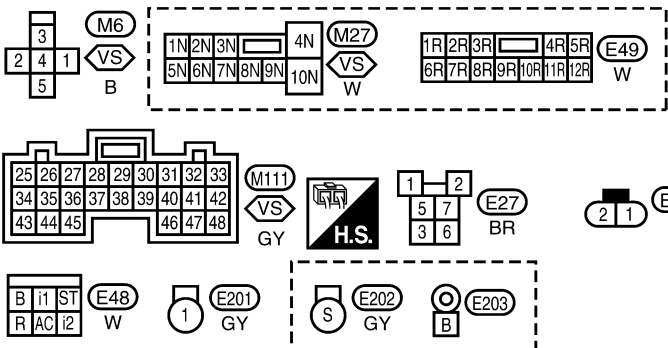 3
2 4 1
5
M6
VS
B
1N 2N 3N 4N
5N 6N 7N 8N 9N 10N
M27
VS
W
1R 2R 3R 4R 5R
6R 7R 8R 9R 10R 11R 12R
E49
W
25 26 27 28 29 30 31 32 33
34 35 36 37 38 39 40 41 42
43 44 45 46 47 48
M111
VS
GY
H.S.
1 2
5 7
3 6
E27
BR
2 1
E
B i1 ST
R AC i2
E48
W
1
E201
GY
S
E202
GY
B
E203